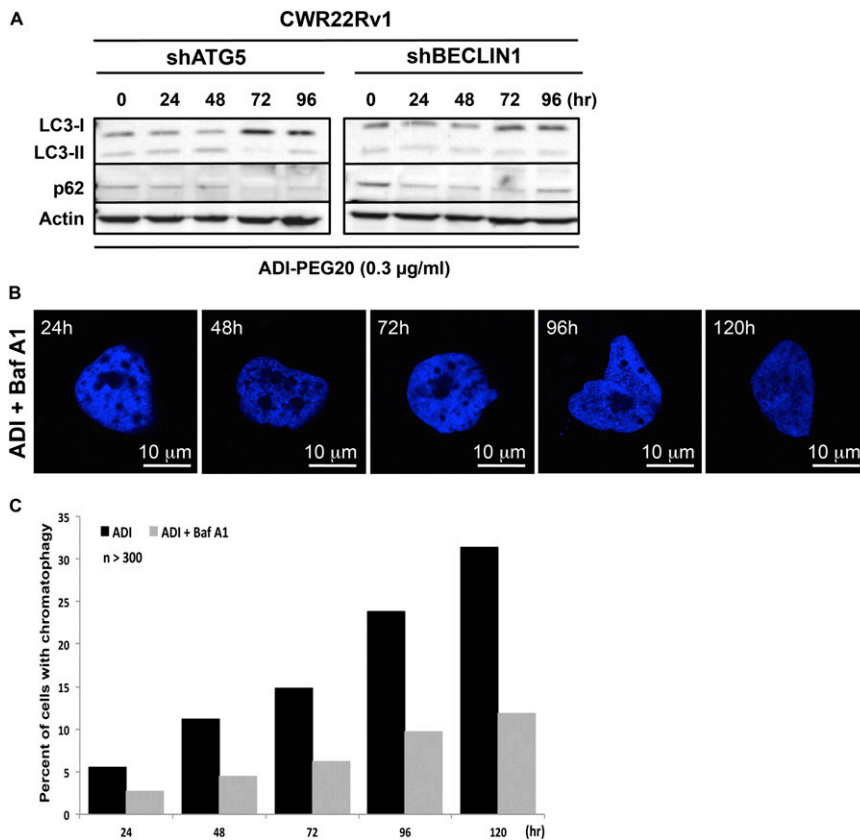 A
CWR22Rv1
shATG5 shBECLIN1
0 24 48 72 96 0 24 48 72 96 (hr)
LC3-I
LC3-II
p62
Actin
ADI-PEG20 (0.3 µg/ml)
B
ADI + Baf A1
24h 48h 72h 96h 120h
10 µm 10 µm 10 µm 10 µm 10 µm
C
Percent of cells with chromatophagy
35
30
25
20
15
10
5
0
ADI ADI + Baf A1
n > 300
24 48 72 96 120 (hr)